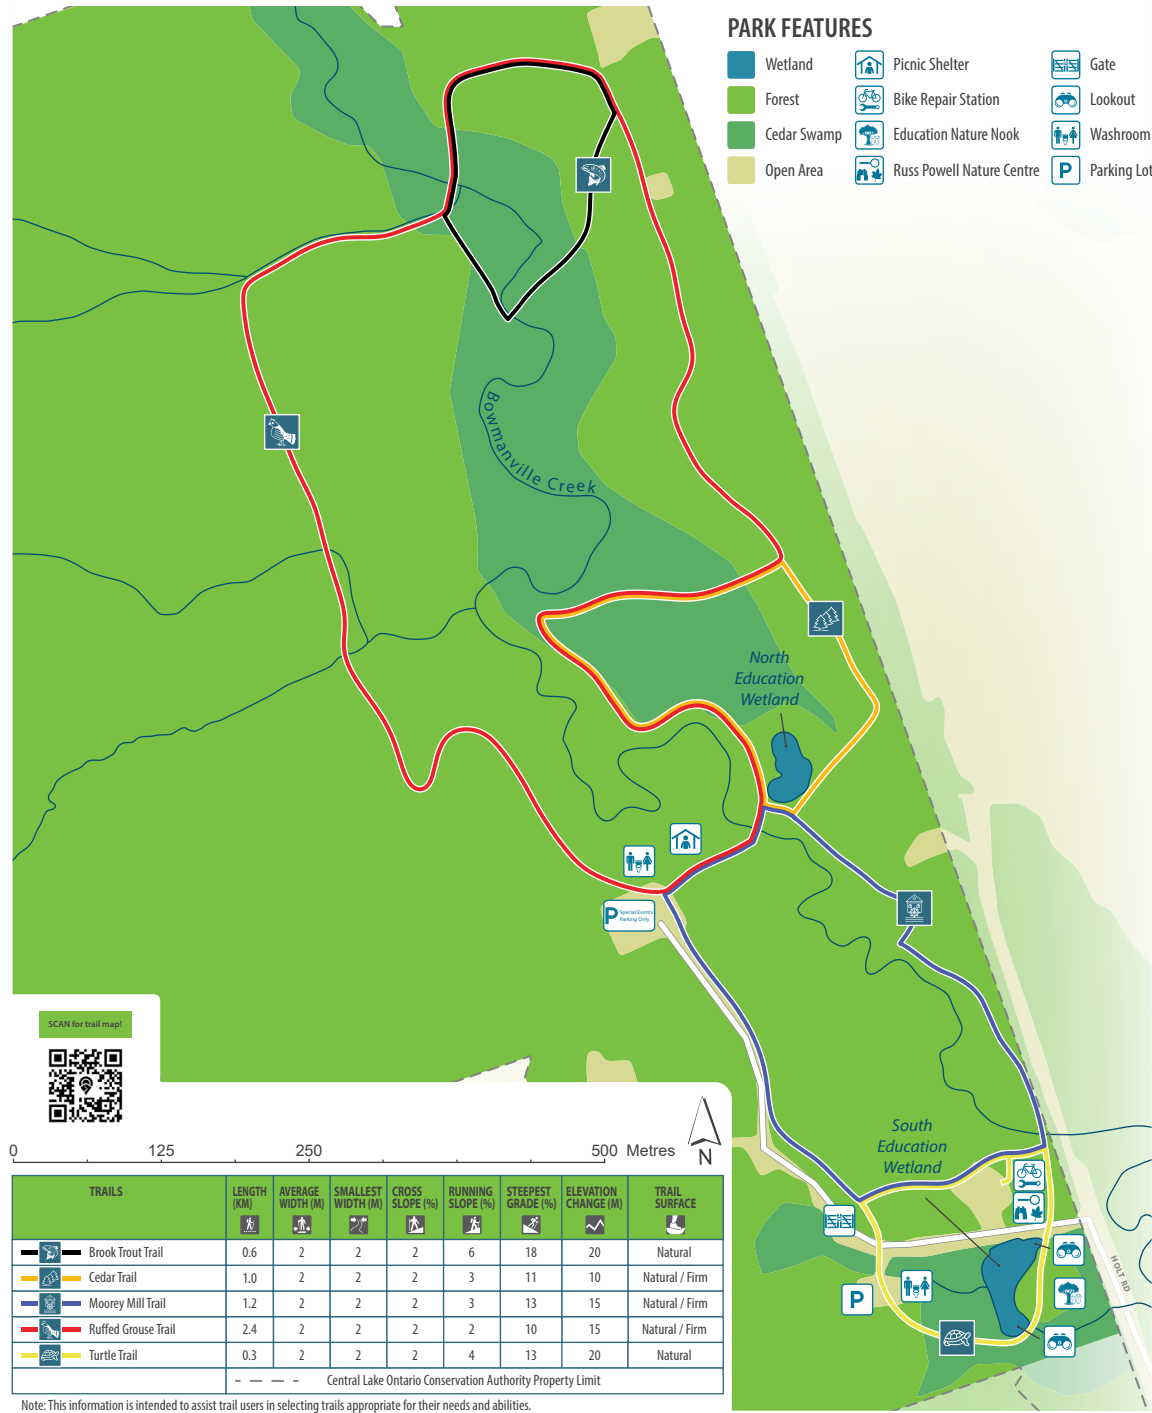 PARK FEATURES
Wetland
Forest
Cedar Swamp
Open Area
Picnic Shelter
Bike Repair Station
Education Nature Nook
Russ Powell Nature Centre
Gate
Lookout
Washroom
P Parking Lot
Bowmanville Creek
North
Education
Wetland
P Special Events
Parking Only
South
Education
Wetland
P
HOLT RD
SCAN for trail map!
0 125 250 500 Metres
N
TRAILS LENGTH (KM) AVERAGE WIDTH (M) SMALLEST WIDTH (M) CROSS SLOPE (%) RUNNING SLOPE (%) STEEPEST GRADE (%) ELEVATION CHANGE (M) TRAIL SURFACE
Brook Trout Trail 0.6 2 2 2 6 18 20 Natural
Cedar Trail 1.0 2 2 2 3 11 10 Natural / Firm
Moorey Mill Trail 1.2 2 2 2 3 13 15 Natural / Firm
Ruffed Grouse Trail 2.4 2 2 2 2 10 15 Natural / Firm
Turtle Trail 0.3 2 2 2 4 13 20 Natural
Central Lake Ontario Conservation Authority Property Limit
Note: This information is intended to assist trail users in selecting trails appropriate for their needs and abilities.